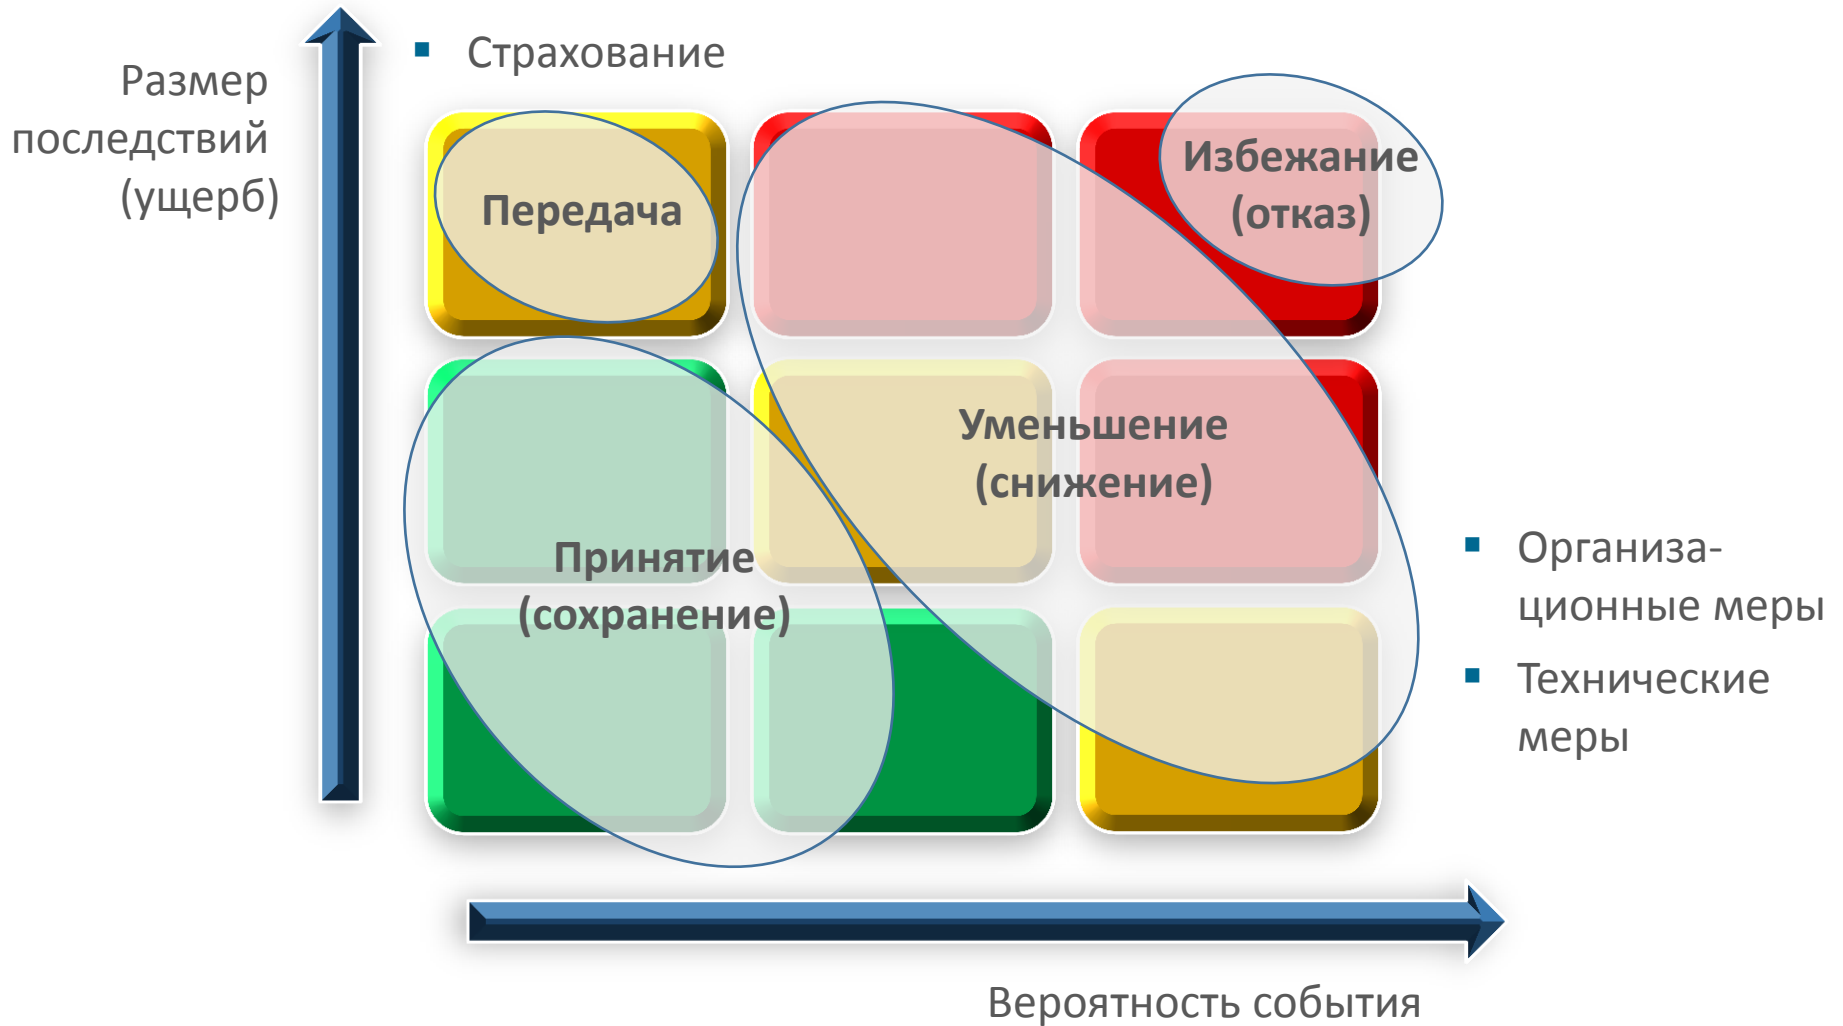 Размер
последствий
(ущерб)
Страхование
Передача
Избежание
(отказ)
Уменьшение
(снижение)
Принятие
(сохранение)
Организа-
ционные меры
Технические
меры
Вероятность события